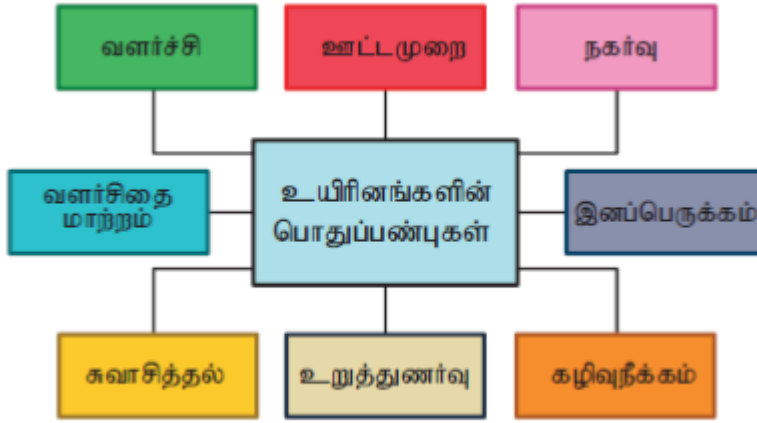 வளர்ச்சி
ஊட்டமுறை
நகர்வு
வளர்சிதை
மாற்றம்
உயிரினங்களின்
பொதுப்பண்புகள்
இனப்பெருக்கம்
சுவாசித்தல்
உறுத்துணர்வு
கழிவுநீக்கம்